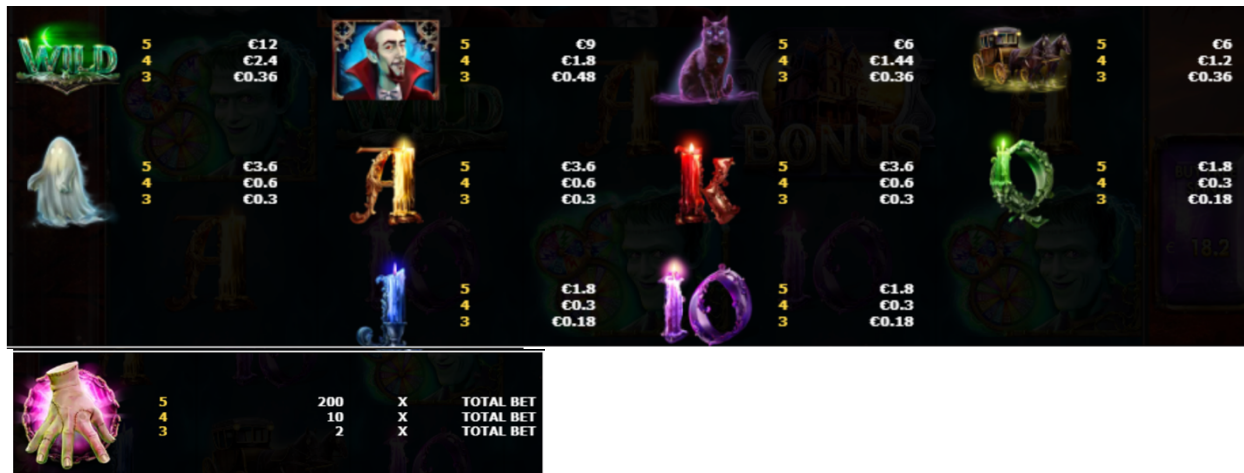 WILD 5 €12 5 €9 5 €6 5 €6
4 €2.4 4 €1.8 4 €1.44 4 €1.2
3 €0.36 3 €0.48 3 €0.36 3 €0.36
WILD
BONUS
5 €3.6 A 5 €3.6 K 5 €3.6 Q 5 €1.8
4 €0.6 4 €0.6 4 €0.6 4 €0.3
3 €0.3 3 €0.3 3 €0.3 3 €0.18
A
€ 18.2
J 5 €1.8 10 5 €1.8
4 €0.3 4 €0.3
3 €0.18 3 €0.18
5 200 X TOTAL BET
4 10 X TOTAL BET
3 2 X TOTAL BET